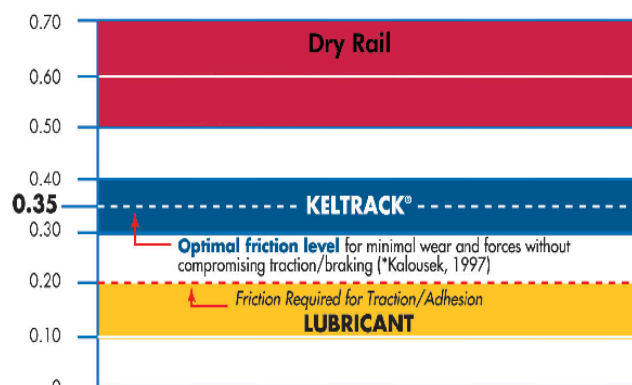 0.70
Dry Rail
0.60
0.50
0.40
0.35
KELTRACK®
0.30
Optimal friction level for minimal wear and forces without
compromising traction/braking (*Kalousek, 1997)
0.20
Friction Required for Traction/Adhesion
LUBRICANT
0.10
0